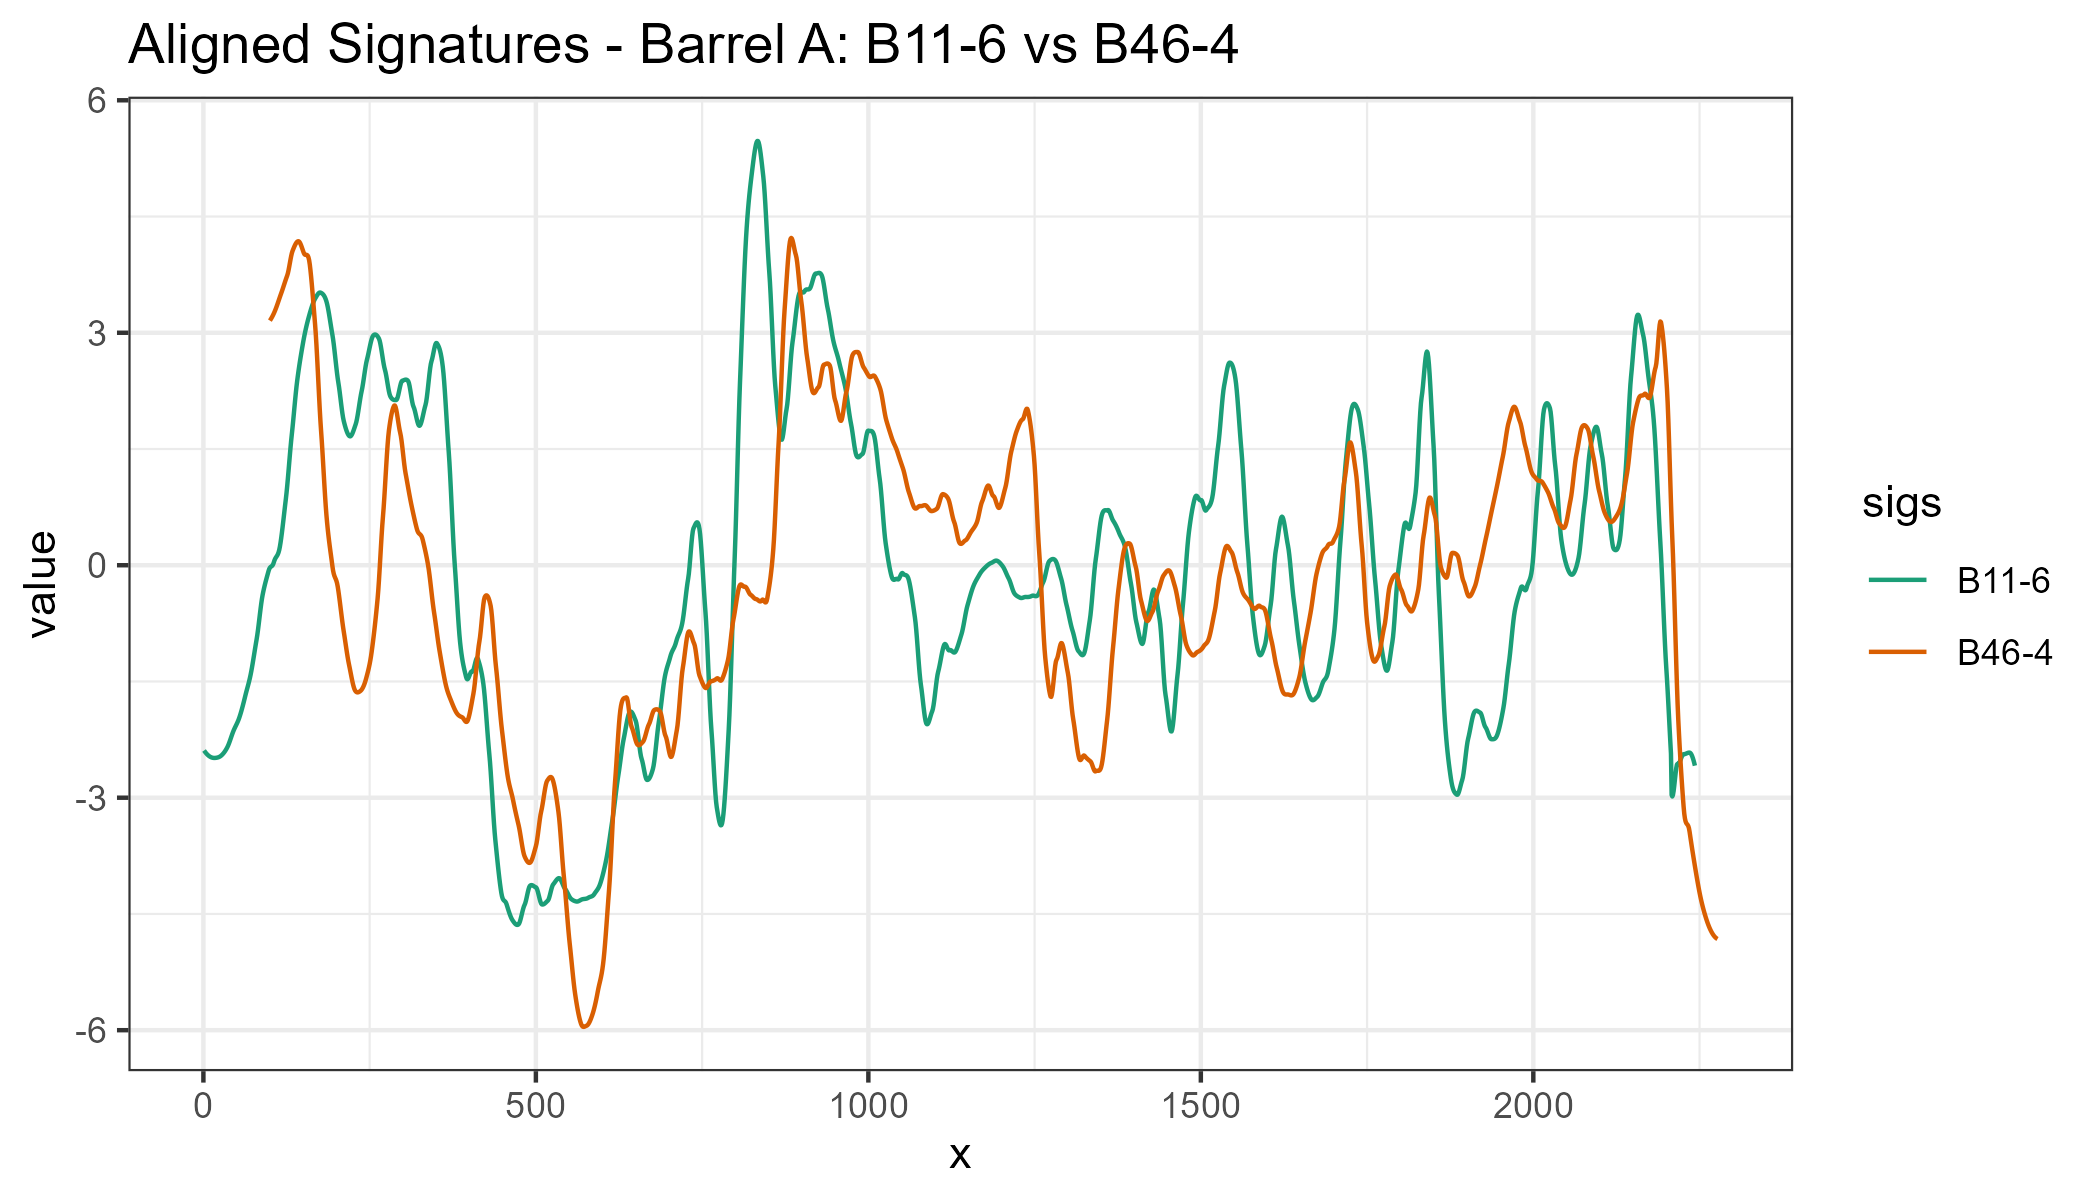 Aligned Signatures - Barrel A: B11-6 vs B46-4
6
3
0
-3
-6
value
0 500 1000 1500 2000
x
sigs
B11-6
B46-4